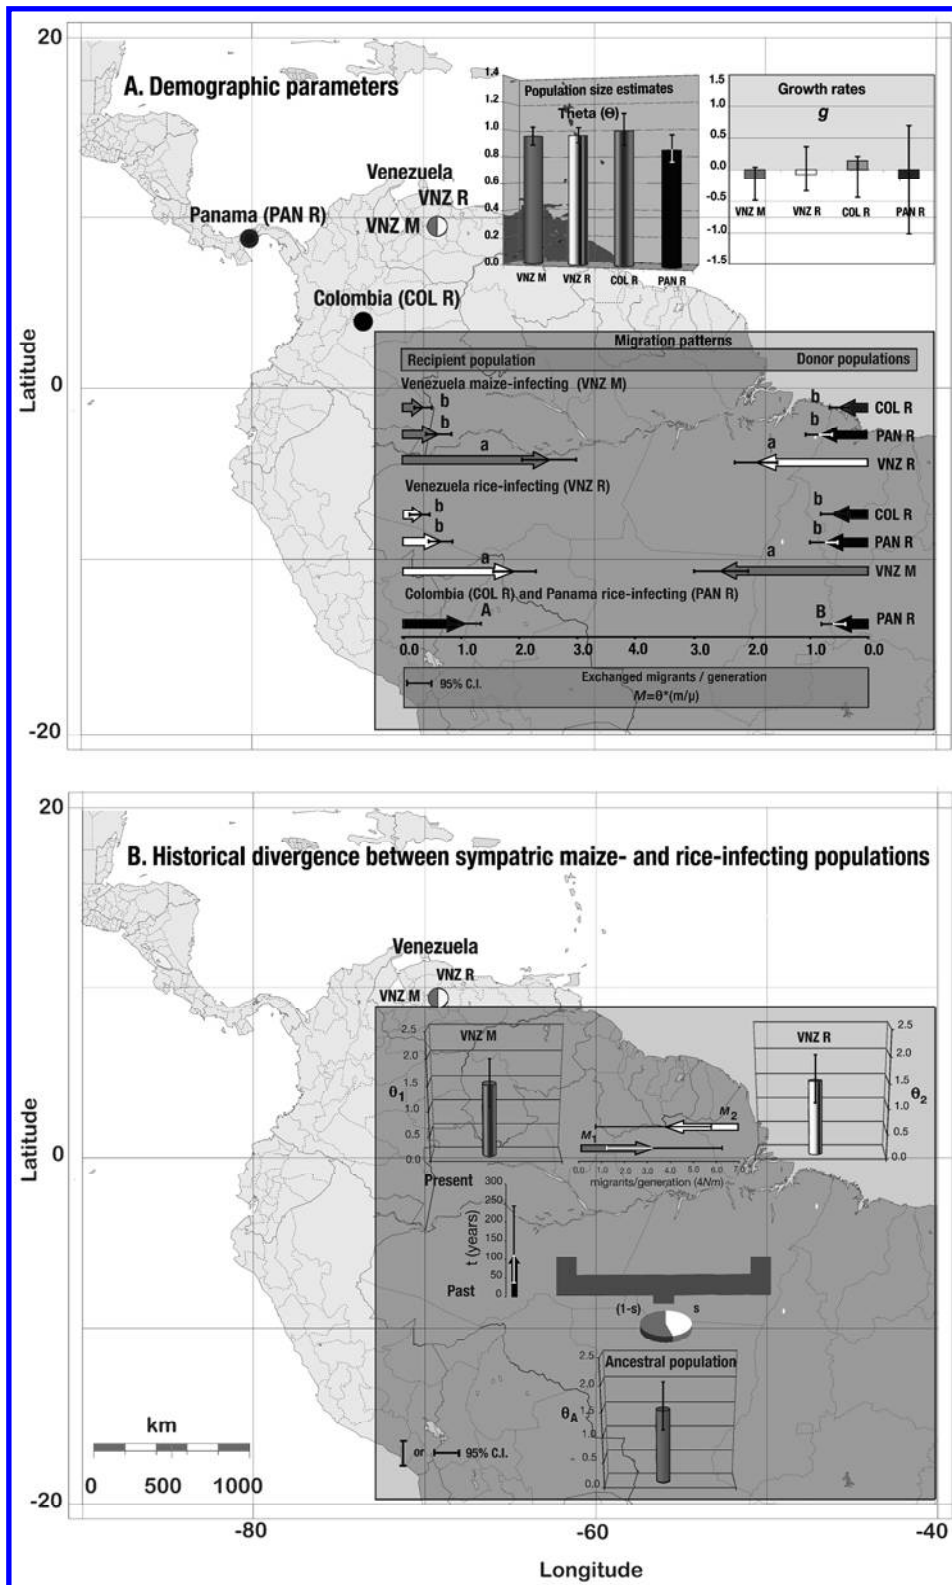 20
A. Demographic parameters
1.4
1.2
1.0
0.8
0.6
0.4
0.2
0.0
Population size estimates
Theta (Θ)
VNZ M
VNZ R
COL R
PAN R
Growth rates
g
1.5
1.0
0.5
0.0
-0.5
-1.0
-1.5
VNZ M
VNZ R
COL R
PAN R
Venezuela
VNZ R
VNZ M
Panama (PAN R)
Colombia (COL R)
Latitude
0
Migration patterns
Recipient population
Donor populations
Venezuela maize-infecting (VNZ M)
b
b COL R
b
b PAN R
a
a VNZ R
Venezuela rice-infecting (VNZ R)
b
b COL R
b
b PAN R
a
a VNZ M
Colombia (COL R) and Panama rice-infecting (PAN R)
A
B PAN R
0.0 1.0 2.0 3.0 4.0 3.0 2.0 1.0 0.0
95% C.I.
Exchanged migrants / generation
M=θ*(m/μ)
-20
20
B. Historical divergence between sympatric maize- and rice-infecting populations
Venezuela
VNZ R
VNZ M
2.5
2.0
1.5
1.0
0.5
0.0
VNZ M
θ1
VNZ R
2.5
2.0
1.5
1.0
0.5
0.0
θ2
M2
M1
0.0 1.0 2.0 3.0 4.0 5.0 6.0 7.0
migrants/generation (4Nm)
Latitude
0
Present
Past
t (years)
300
250
200
150
100
50
0
(1-s)
s
Ancestral population
2.5
2.0
1.5
1.0
0.5
0.0
θA
km
0 500 1000
or 95% C.I.
-20
-80 -60 -40
Longitude